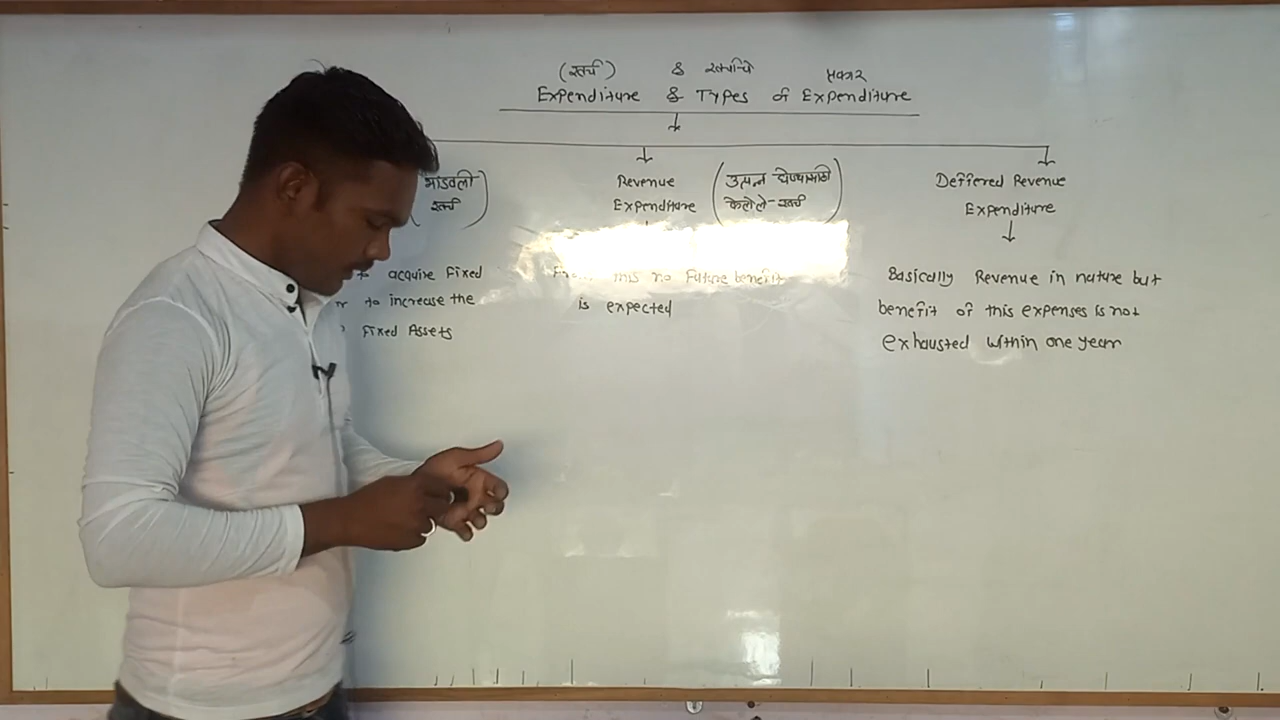 (खर्च) & खर्चाचे प्रकार
Expenditure & Types of Expenditure
(भांडवली
खर्च)
to acquire Fixed
to increase the
Fixed Assets
Revenue
Expenditure
(उत्पन्न घेण्यासाठी
केलेले-खर्च)
this no Future benefit
is expected
Deffered Revenue
Expenditure
Basically Revenue in nature but
benefit of this expenses is not
exhausted within one year